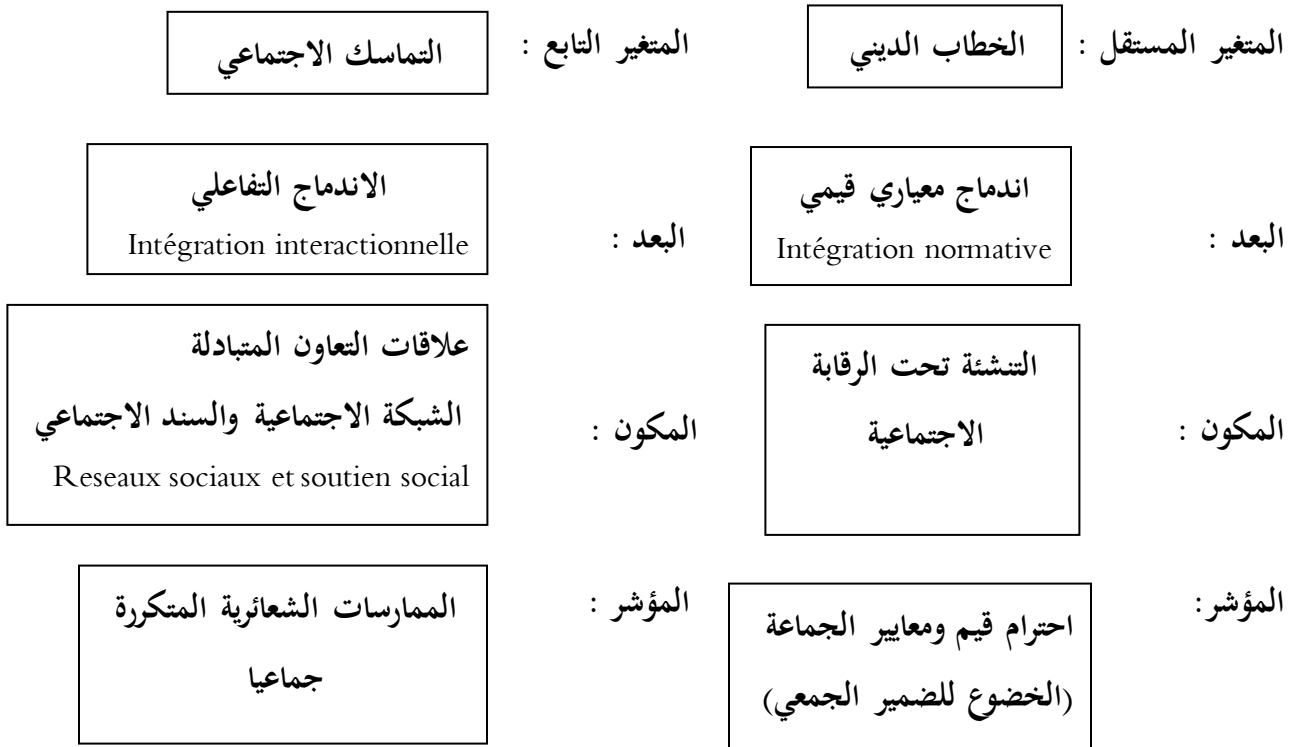 المتغير المستقل : الخطاب الديني المتغير التابع : التماسك الاجتماعي
البعد : اندماج معياري قيمي
Intégration normative
البعد : الاندماج التفاعلي
Intégration interactionnelle
المكون : التنشئة تحت الرقابة
الاجتماعية
المكون : علاقات التعاون المتبادلة
الشبكة الاجتماعية والسند الاجتماعي
Reseaux sociaux et soutien social
المؤشر: احترام قيم ومعايير الجماعة
(الخضوع للضمير الجمعي)
المؤشر : الممارسات الشعائرية المتكررة
جماعيا